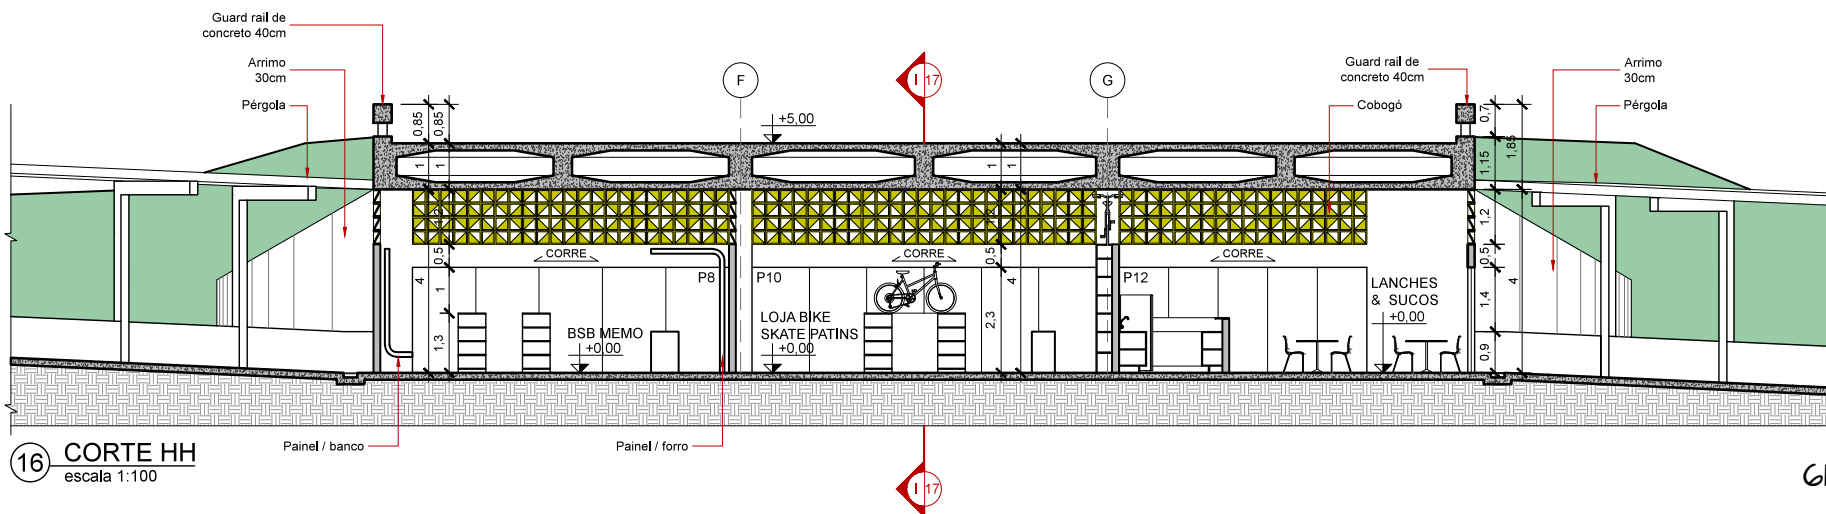 Guard rail de
concreto 40cm
Arrimo
30cm
Pérgola
0,85
0,85
F
I 17
+5,00
G
Guard rail de
concreto 40cm
Cobogó
Arrimo
30cm
Pérgola
0,7
1,85
1,15
1
1
1
1
1,2
1,2
1,2
0,5
0,5
0,5
4
4
4
CORRE
CORRE
CORRE
P8
P10
P12
1
1,3
2,3
1,4
0,9
BSB MEMO
+0,00
LOJA BIKE
SKATE PATINS
+0,00
LANCHES
& SUCOS
+0,00
Painel / banco
Painel / forro
16
CORTE HH
escala 1:100
I 17